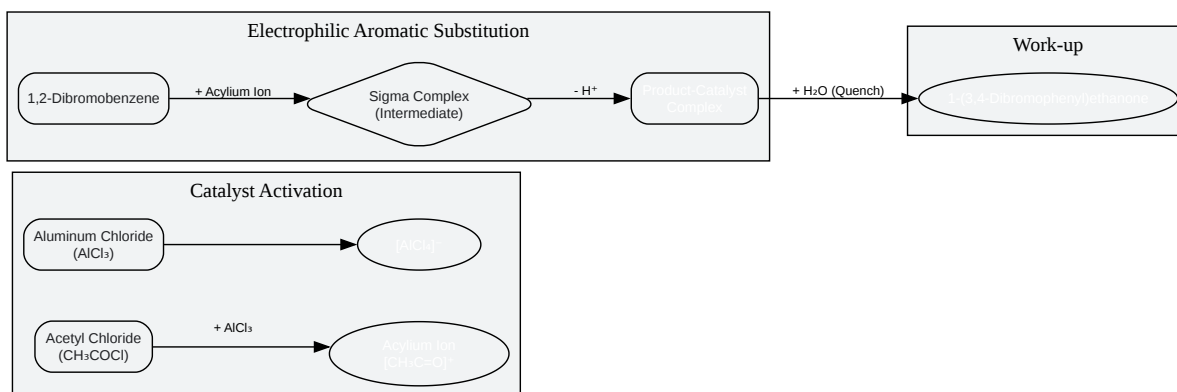 Electrophilic Aromatic Substitution
1,2-Dibromobenzene
+ Acylium Ion
Sigma Complex
(Intermediate)
- H⁺
Product-Catalyst
Complex
+ H₂O (Quench)
Work-up
1-(3,4-Dibromophenyl)ethanone
Catalyst Activation
Aluminum Chloride
(AlCl₃)
[AlCl₄]⁻
Acetyl Chloride
(CH₃COCl)
+ AlCl₃
Acylium Ion
[CH₃C=O]⁺